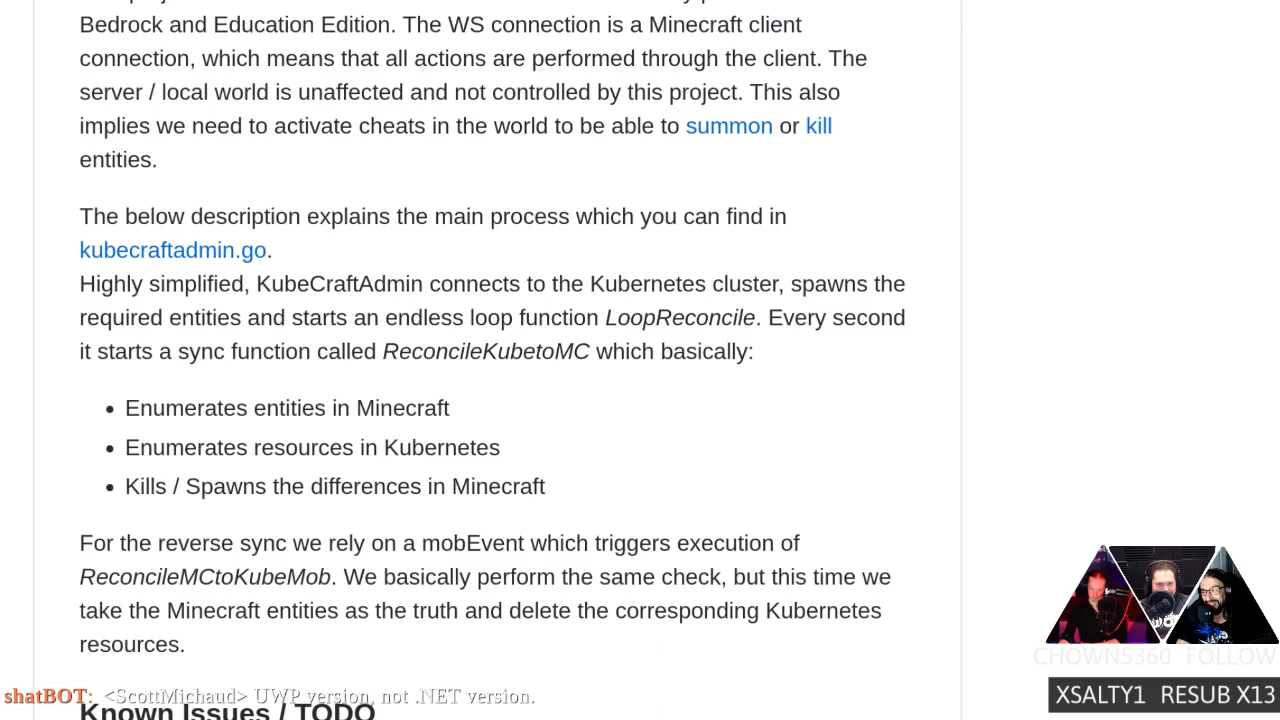 Bedrock and Education Edition. The WS connection is a Minecraft client
connection, which means that all actions are performed through the client. The
server / local world is unaffected and not controlled by this project. This also
implies we need to activate cheats in the world to be able to summon or kill
entities.
The below description explains the main process which you can find in
kubecraftadmin.go.
Highly simplified, KubeCraftAdmin connects to the Kubernetes cluster, spawns the
required entities and starts an endless loop function LoopReconcile. Every second
it starts a sync function called ReconcileKubetoMC which basically:
• Enumerates entities in Minecraft
• Enumerates resources in Kubernetes
• Kills / Spawns the differences in Minecraft
For the reverse sync we rely on a mobEvent which triggers execution of
ReconcileMCtoKubeMob. We basically perform the same check, but this time we
take the Minecraft entities as the truth and delete the corresponding Kubernetes
resources.
CHOWN5360 FOLLOW
XSALTY1 RESUB X13
shatBOT: <ScottMichaud> UWP version, not .NET version.
Known Issues / TODO